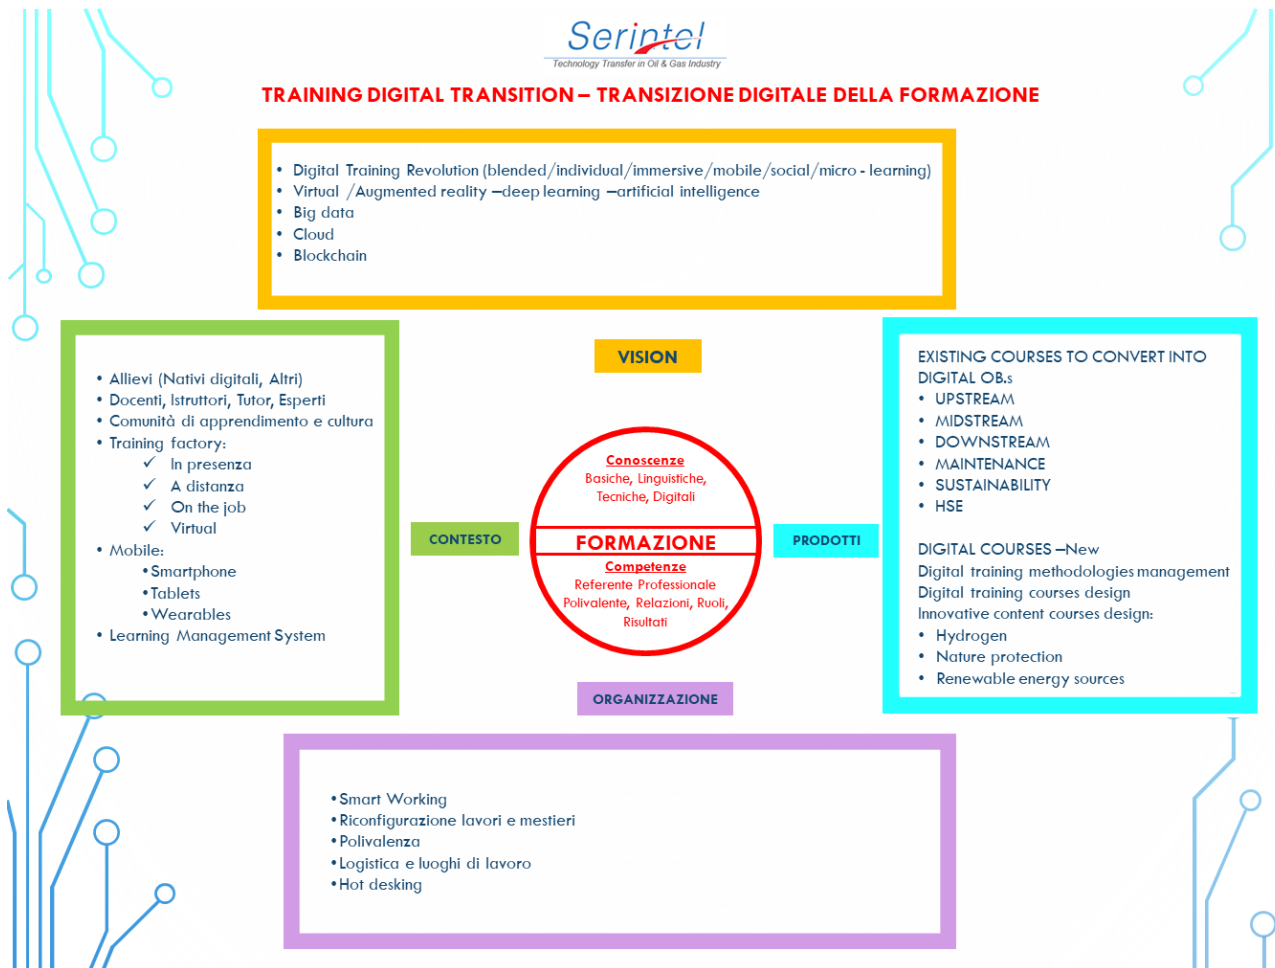 Serintel
Technology Transfer in Oil & Gas Industry
TRAINING DIGITAL TRANSITION – TRANSIZIONE DIGITALE DELLA FORMAZIONE
• Digital Training Revolution (blended/individual/immersive/mobile/social/micro - learning)
• Virtual /Augmented reality –deep learning –artificial intelligence
• Big data
• Cloud
• Blockchain
VISION
• Allievi (Nativi digitali, Altri)
• Docenti, Istruttori, Tutor, Esperti
• Comunità di apprendimento e cultura
• Training factory:
✓ In presenza
✓ A distanza
✓ On the job
✓ Virtual
• Mobile:
•Smartphone
•Tablets
•Wearables
• Learning Management System
CONTESTO
Conoscenze
Basiche, Linguistiche,
Tecniche, Digitali
FORMAZIONE
Competenze
Referente Professionale
Polivalente, Relazioni, Ruoli,
Risultati
PRODOTTI
EXISTING COURSES TO CONVERT INTO
DIGITAL OB.s
• UPSTREAM
• MIDSTREAM
• DOWNSTREAM
• MAINTENANCE
• SUSTAINABILITY
• HSE
DIGITAL COURSES –New
Digital training methodologies management
Digital training courses design
Innovative content courses design:
• Hydrogen
• Nature protection
• Renewable energy sources
ORGANIZZAZIONE
•Smart Working
•Riconfigurazione lavori e mestieri
•Polivalenza
•Logistica e luoghi di lavoro
•Hot desking